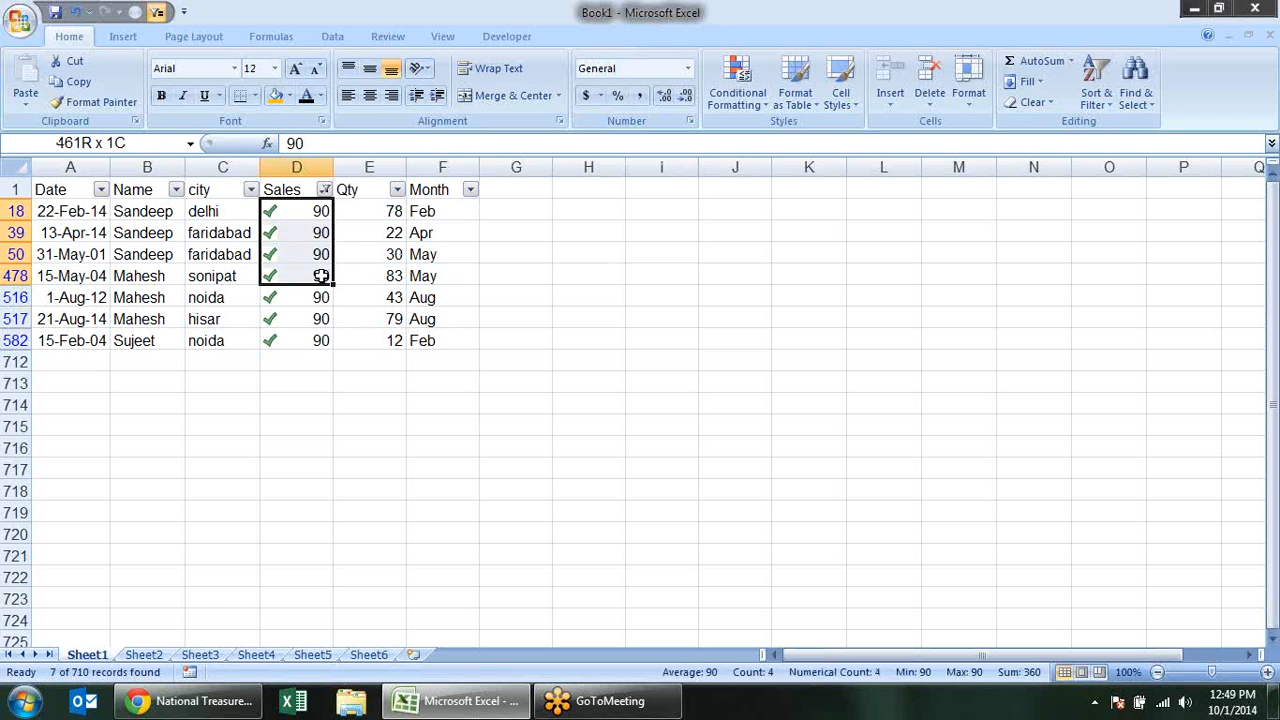 Book1 - Microsoft Excel
Home Insert Page Layout Formulas Data Review View Developer
Cut
Copy
Format Painter
Paste
Clipboard
Arial 12
B I U
Font
Wrap Text
Merge & Center
Alignment
General
$ % ,
Number
Conditional Formatting
Format as Table
Cell Styles
Styles
Insert Delete Format
Cells
AutoSum
Fill
Clear
Sort & Filter
Find & Select
Editing
461R x 1C fx 90
A B C D E F G H I J K L M N O P Q
1 Date Name city Sales Qty Month
18 22-Feb-14 Sandeep delhi 90 78 Feb
39 13-Apr-14 Sandeep faridabad 90 22 Apr
50 31-May-01 Sandeep faridabad 90 30 May
478 15-May-04 Mahesh sonipat 83 May
516 1-Aug-12 Mahesh noida 90 43 Aug
517 21-Aug-14 Mahesh hisar 90 79 Aug
582 15-Feb-04 Sujeet noida 90 12 Feb
712
713
714
715
716
717
718
719
720
721
722
723
724
725
Sheet1 Sheet2 Sheet3 Sheet4 Sheet5 Sheet6
Ready 7 of 710 records found Average: 90 Count: 4 Numerical Count: 4 Min: 90 Max: 90 Sum: 360 100%
National Treasure... Microsoft Excel - ... GoToMeeting
12:49 PM
10/1/2014